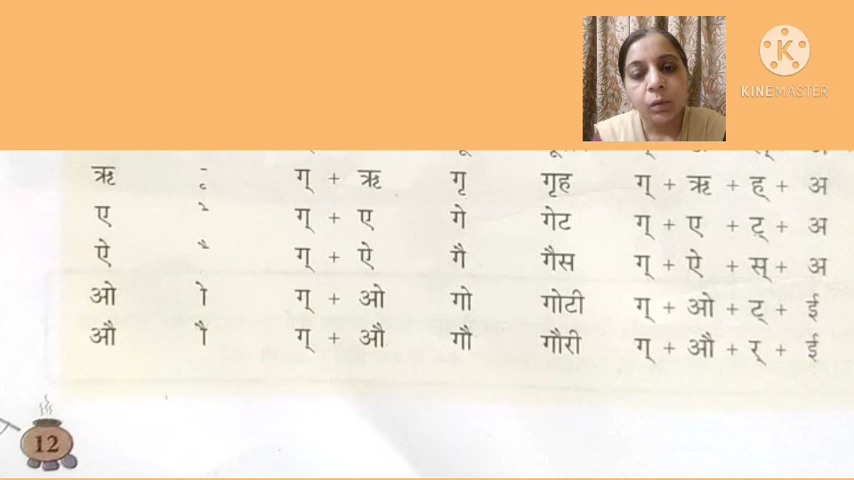 K
KINEMASTER
ऋ ृ ग् + ऋ गृ गृह ग् + ऋ + ह् + अ
ए े ग् + ए गे गेट ग् + ए + ट् + अ
ऐ ै ग् + ऐ गै गैस ग् + ऐ + स् + अ
ओ ो ग् + ओ गो गोटी ग् + ओ + ट् + ई
औ ौ ग् + औ गौ गौरी ग् + औ + र् + ई
12